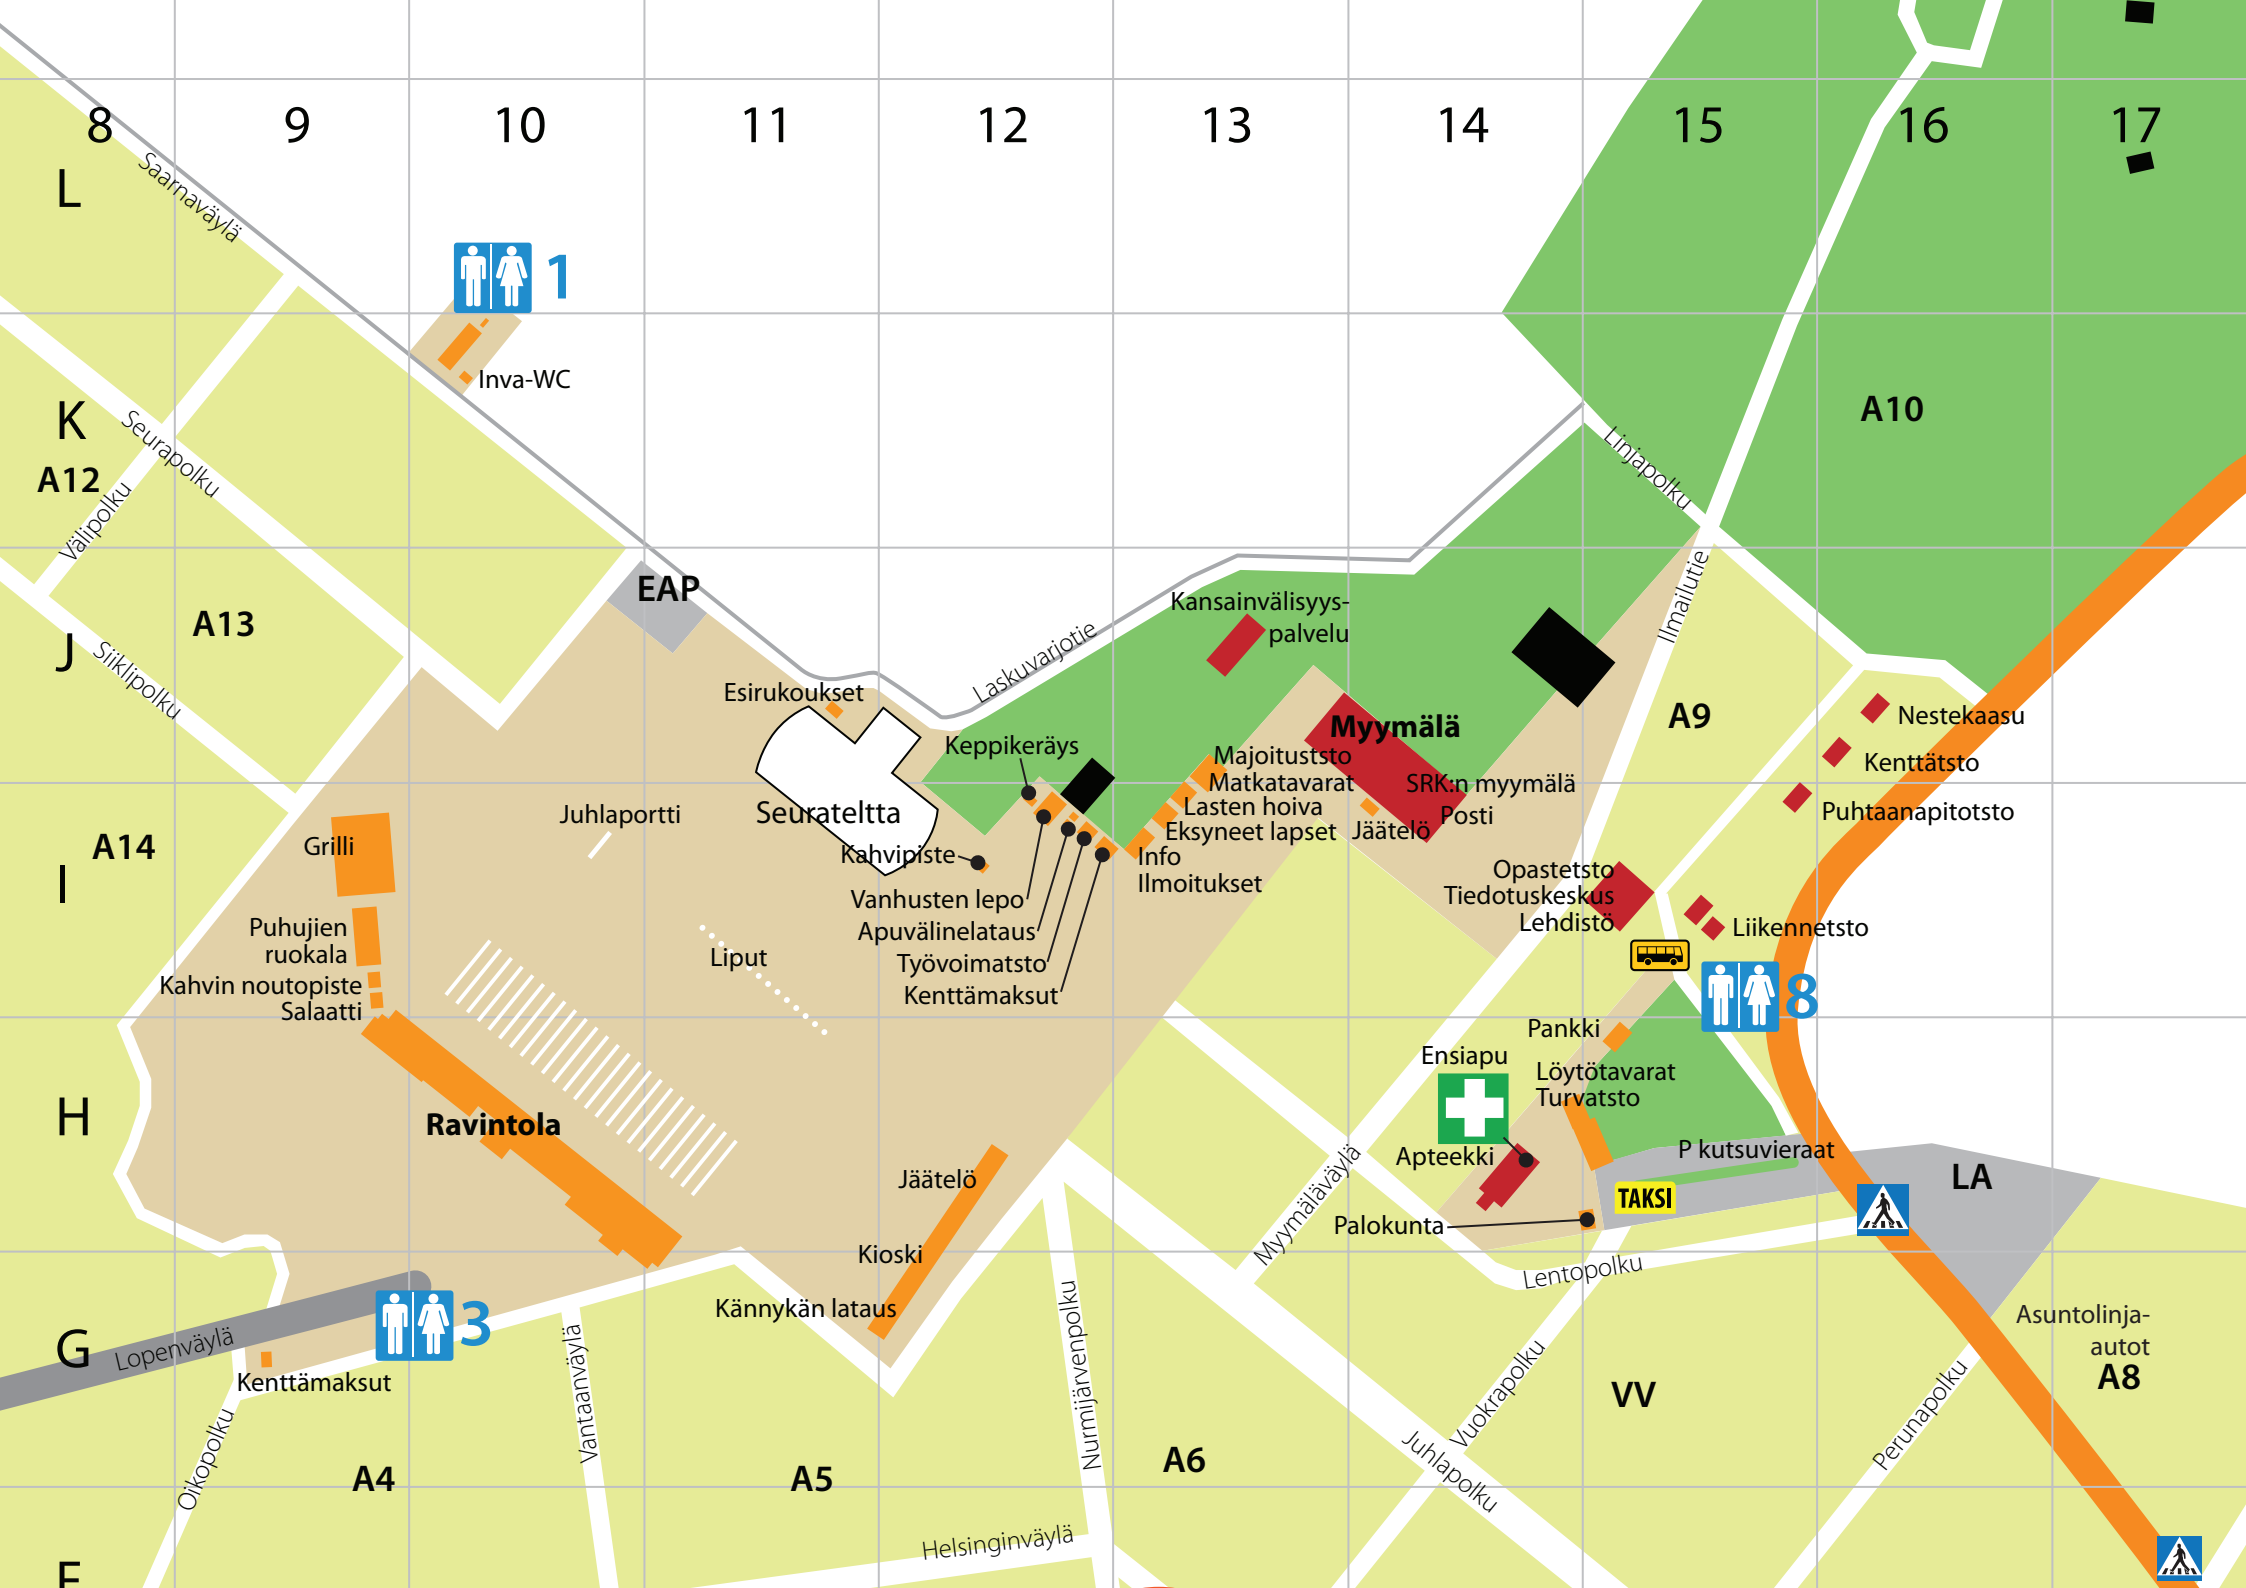 8 9 10 11 12 13 14 15 16 17
L
Saarnaväylä
1
Inva-WC
K
A12
Seurapolku
Välipolku
A10
Linjapolku
Ilmailutie
EAP
J
A13
Siiklipolku
Laskuvarjotie
Kansainvälisyys-
palvelu
Esirukoukset
Keppikeräys
Myymälä
A9
Nestekaasu
Kenttätsto
Puhtaanapitotsto
Majoituststo
Matkatavarat
Lasten hoiva
Eksyneet lapset
Info
Ilmoitukset
SRK:n myymälä
Posti
Jäätelö
I
A14
Grilli
Juhlaportti
Seurateltta
Kahvipiste
Vanhusten lepo
Apuvälinelataus
Työvoimatsto
Kenttämaksut
Liput
Puhujien
ruokala
Kahvin noutopiste
Salaatti
Opastetsto
Tiedotuskeskus
Lehdistö
Liikennetsto
8
H
Ravintola
Pankki
Ensiapu
Löytötavarat
Turvatsto
Apteekki
P kutsuvieraat
TAKSI
LA
Palokunta
Jäätelö
Kioski
Kännykän lataus
Myymäläväylä
Lentopolku
G
Lopenväylä
3
Kenttämaksut
Oikopolku
Vantaanväylä
Nurmijärvenpolku
Vuokrapolku
Juhlapolku
Perunapolku
VV
Asuntolinja-
autot
A8
A4
A5
A6
Helsinginväylä
F